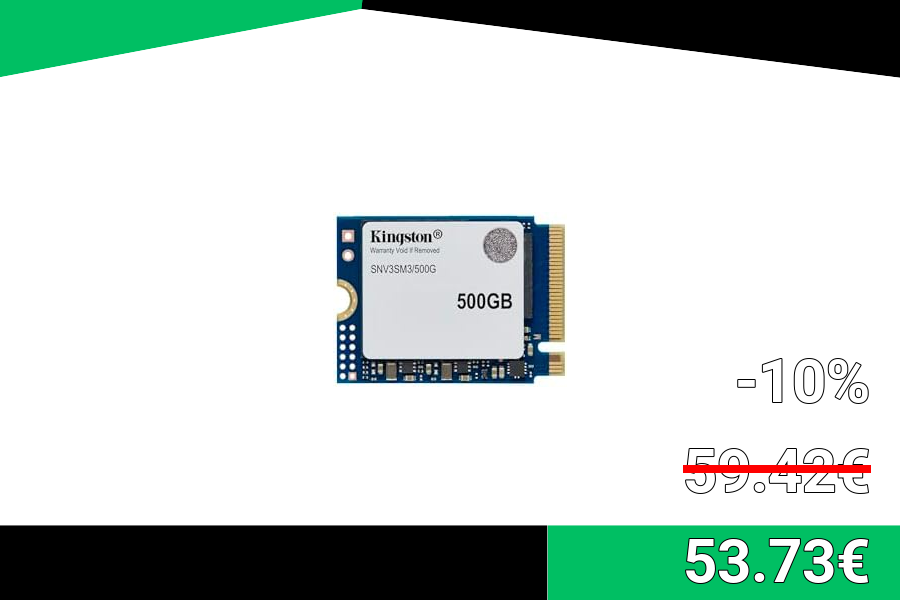 Kingston®
Warranty Void If Removed
SNV3SM3/500G
500GB
-10%
59.42€
53.73€